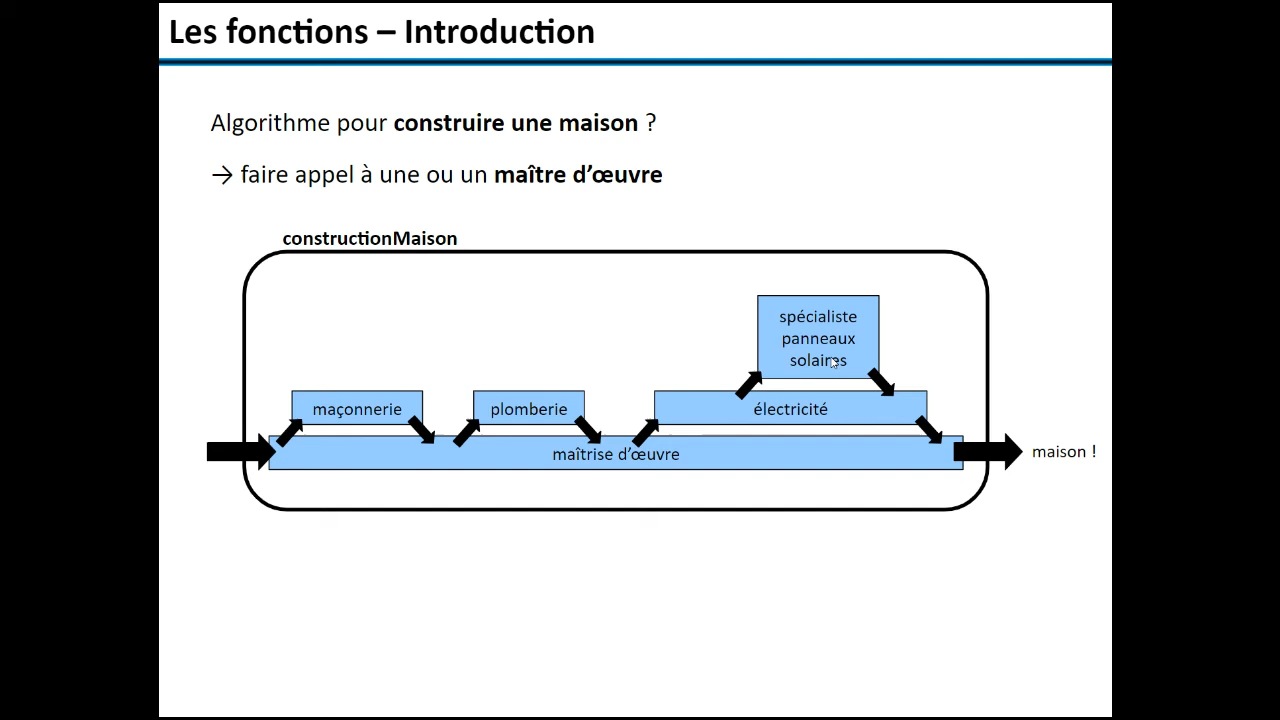 Les fonctions – Introduction
Algorithme pour construire une maison ?
→ faire appel à une ou un maître d’œuvre
constructionMaison
spécialiste
panneaux
solaires
maçonnerie
plomberie
électricité
maîtrise d’œuvre
maison !